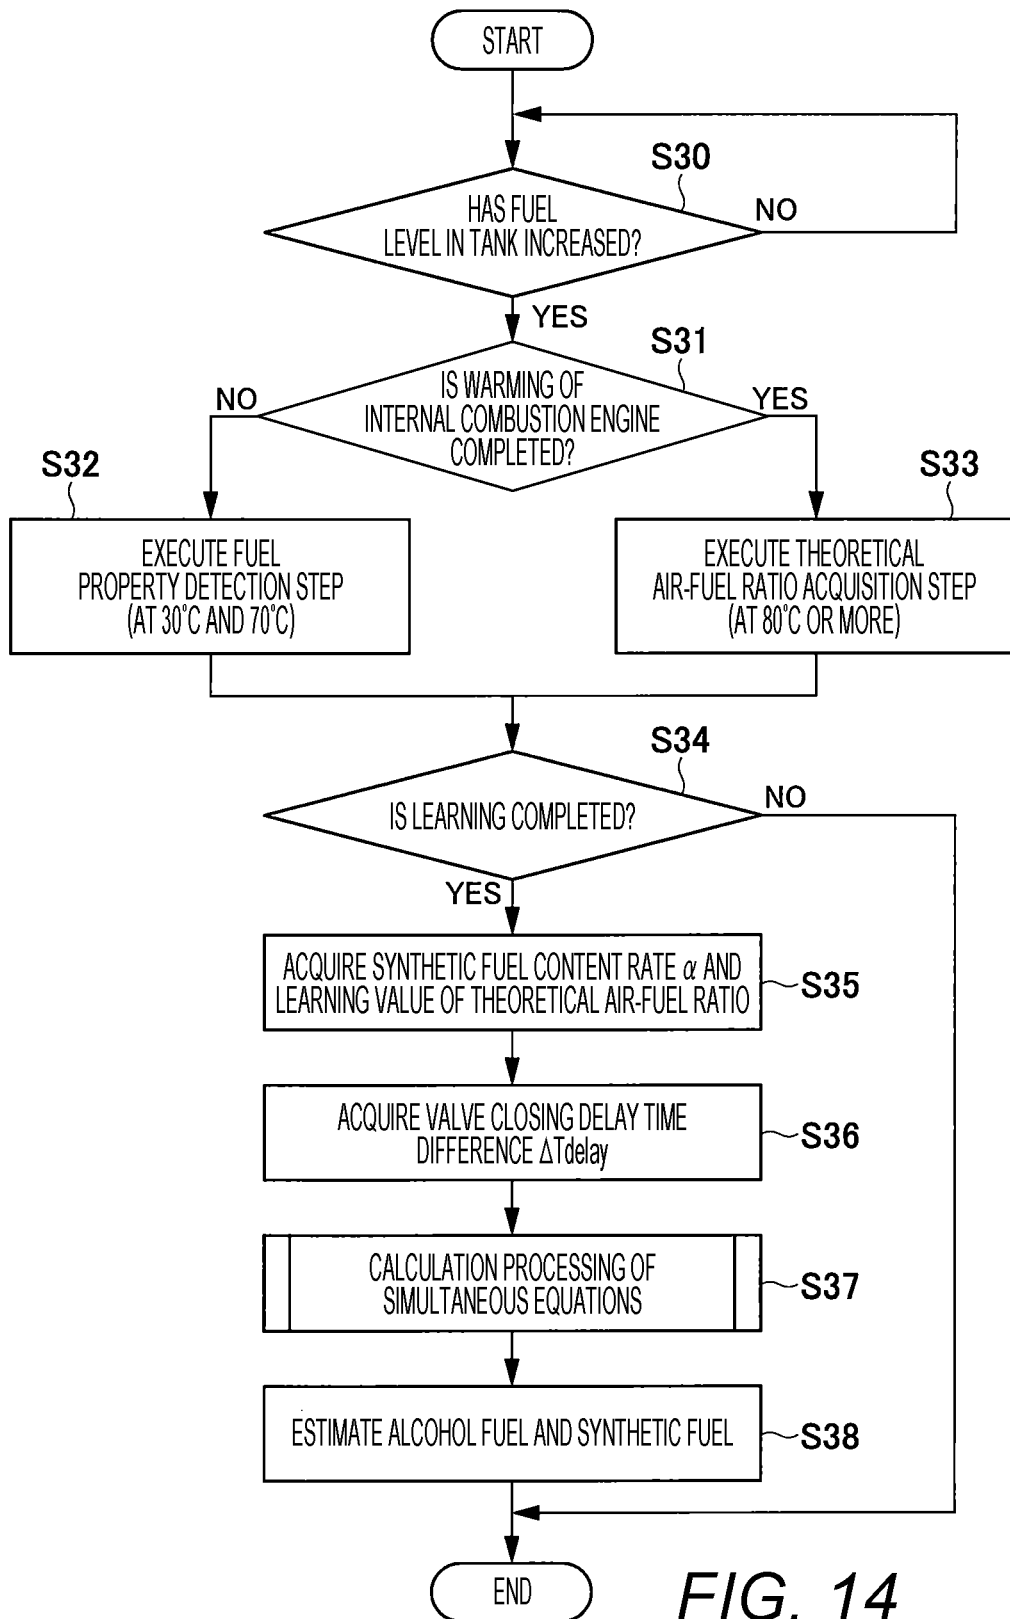 START
S30
HAS FUEL
LEVEL IN TANK INCREASED?
NO
YES
S31
IS WARMING OF
INTERNAL COMBUSTION ENGINE
COMPLETED?
NO
YES
S32
EXECUTE FUEL
PROPERTY DETECTION STEP
(AT 30°C AND 70°C)
S33
EXECUTE THEORETICAL
AIR-FUEL RATIO ACQUISITION STEP
(AT 80°C OR MORE)
S34
IS LEARNING COMPLETED?
NO
YES
ACQUIRE SYNTHETIC FUEL CONTENT RATE α AND
LEARNING VALUE OF THEORETICAL AIR-FUEL RATIO
S35
ACQUIRE VALVE CLOSING DELAY TIME
DIFFERENCE ΔTdelay
S36
CALCULATION PROCESSING OF
SIMULTANEOUS EQUATIONS
S37
ESTIMATE ALCOHOL FUEL AND SYNTHETIC FUEL
S38
END
FIG. 14